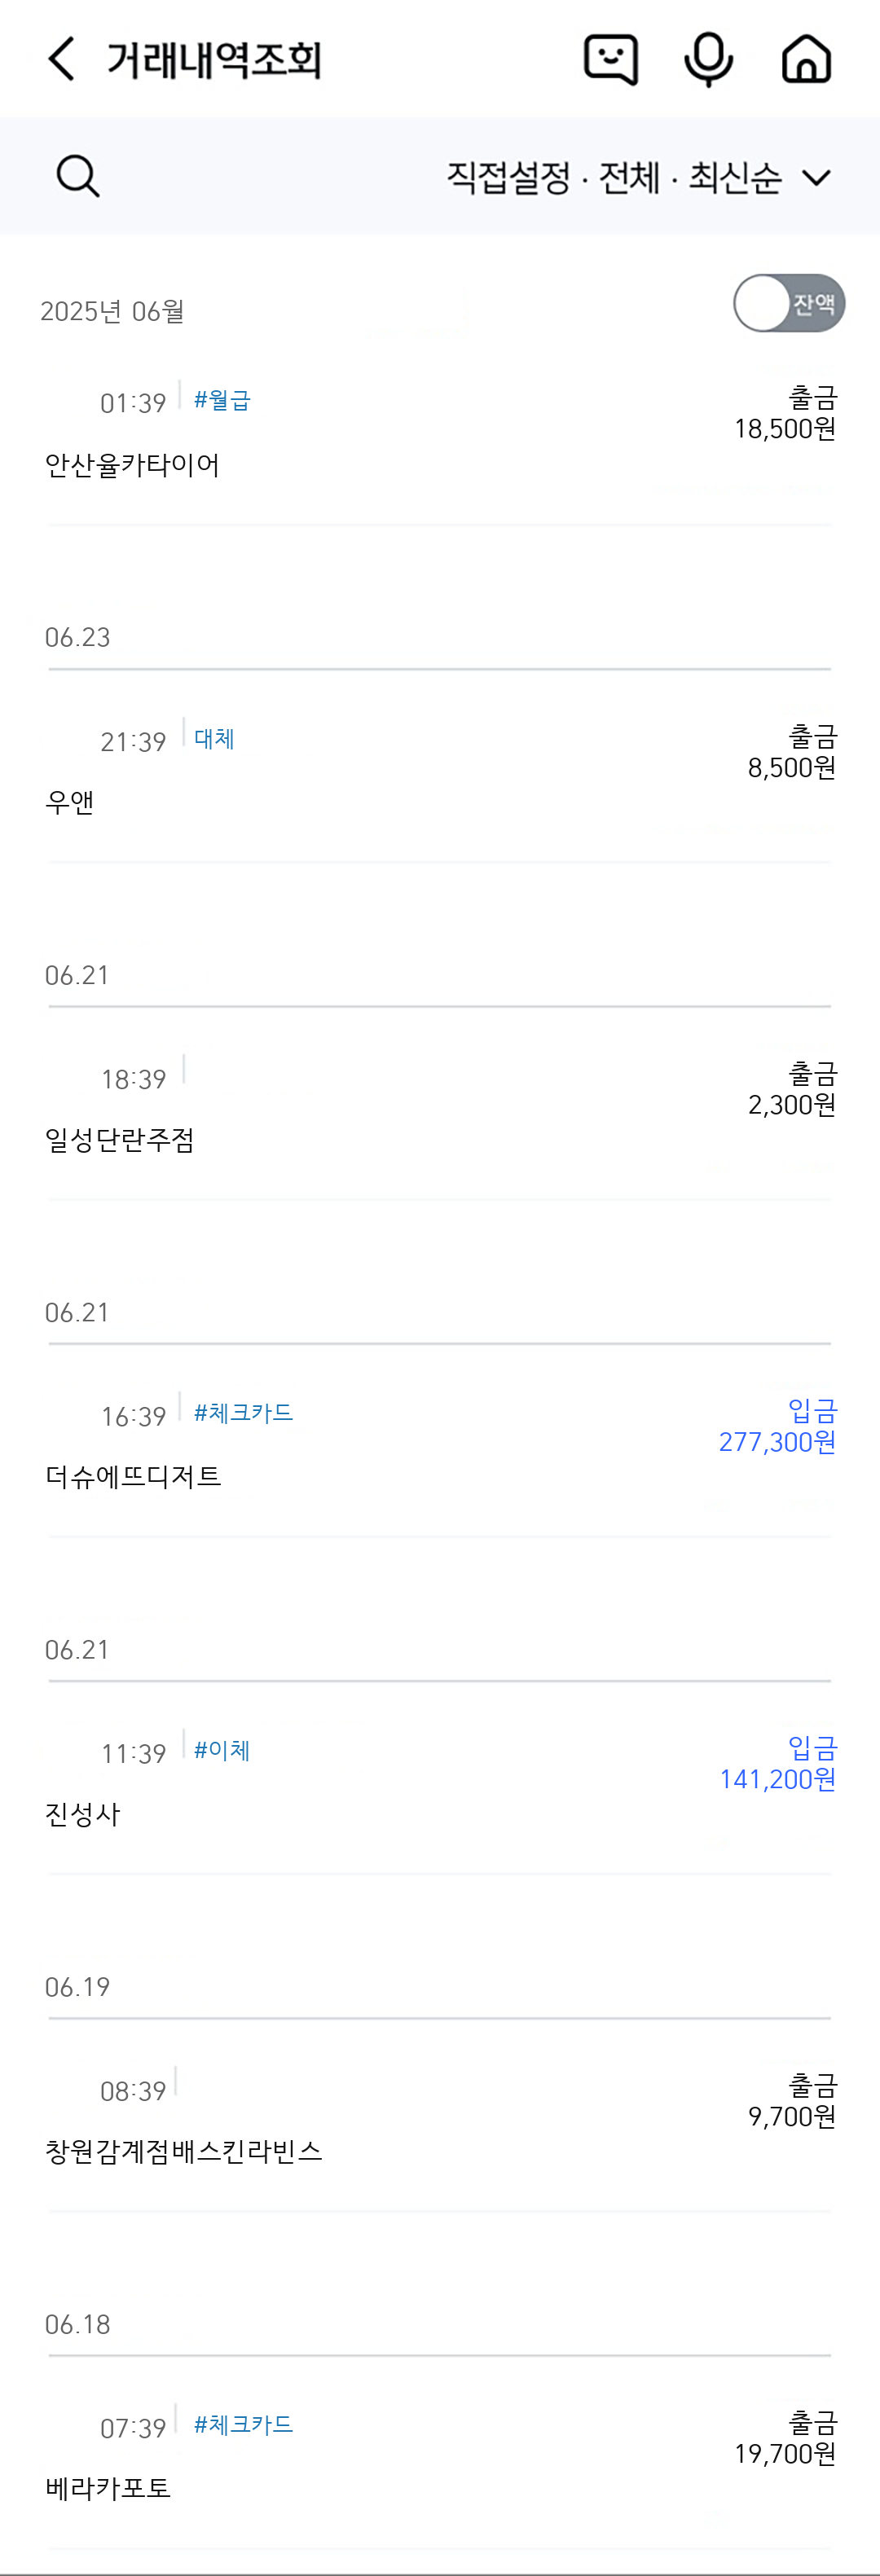 거래내역조회
직접설정 · 전체 · 최신순
2025년 06월
잔액
01:39 #월급 출금
18,500원
안산율카타이어
06.23
21:39 대체 출금
8,500원
우앤
06.21
18:39 출금
2,300원
일성단란주점
06.21
16:39 #체크카드 입금
277,300원
더슈에뜨디저트
06.21
11:39 #이체 입금
141,200원
진성사
06.19
08:39 출금
9,700원
창원감계점배스킨라빈스
06.18
07:39 #체크카드 출금
19,700원
베라카포토